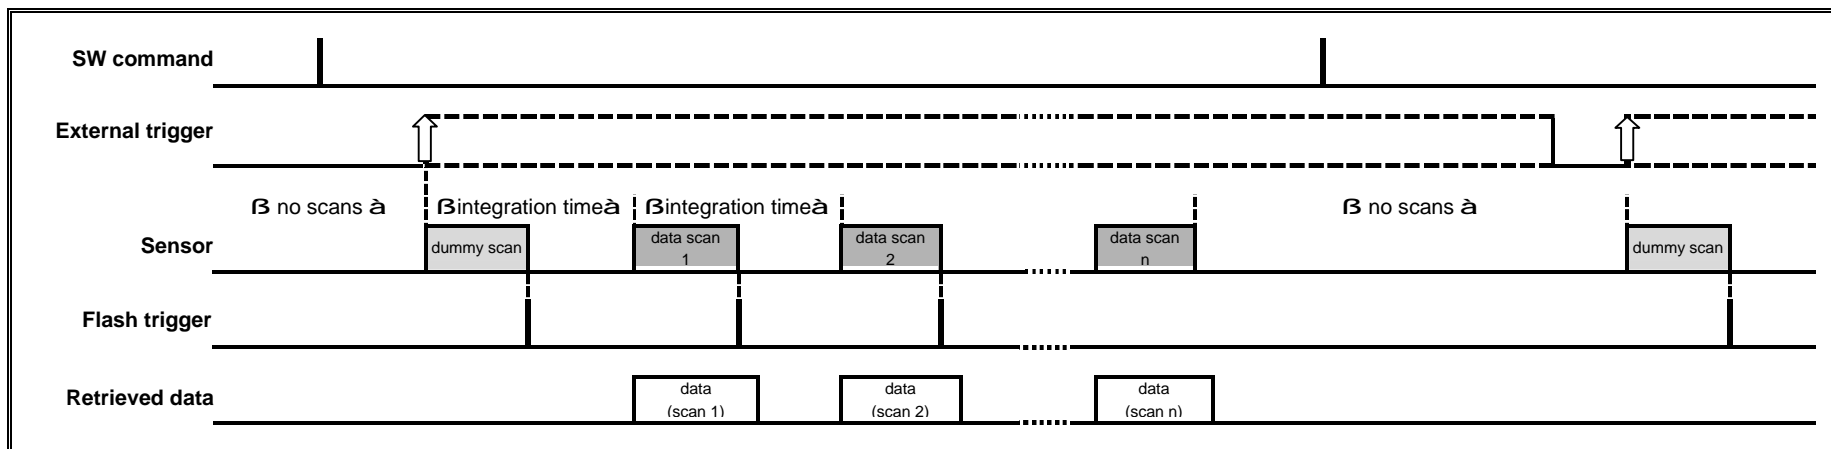 SW command
External trigger
ß no scans à
ßintegration timeà
ßintegration timeà
ß no scans à
Sensor
dummy scan
data scan
1
data scan
2
data scan
n
dummy scan
Flash trigger
Retrieved data
data
(scan 1)
data
(scan 2)
data
(scan n)